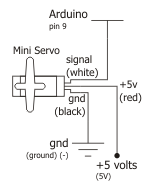 Arduino
pin 9
Mini Servo
signal
(white)
+5v
(red)
gnd
(black)
gnd
(ground) (-)
+5 volts
(5V)